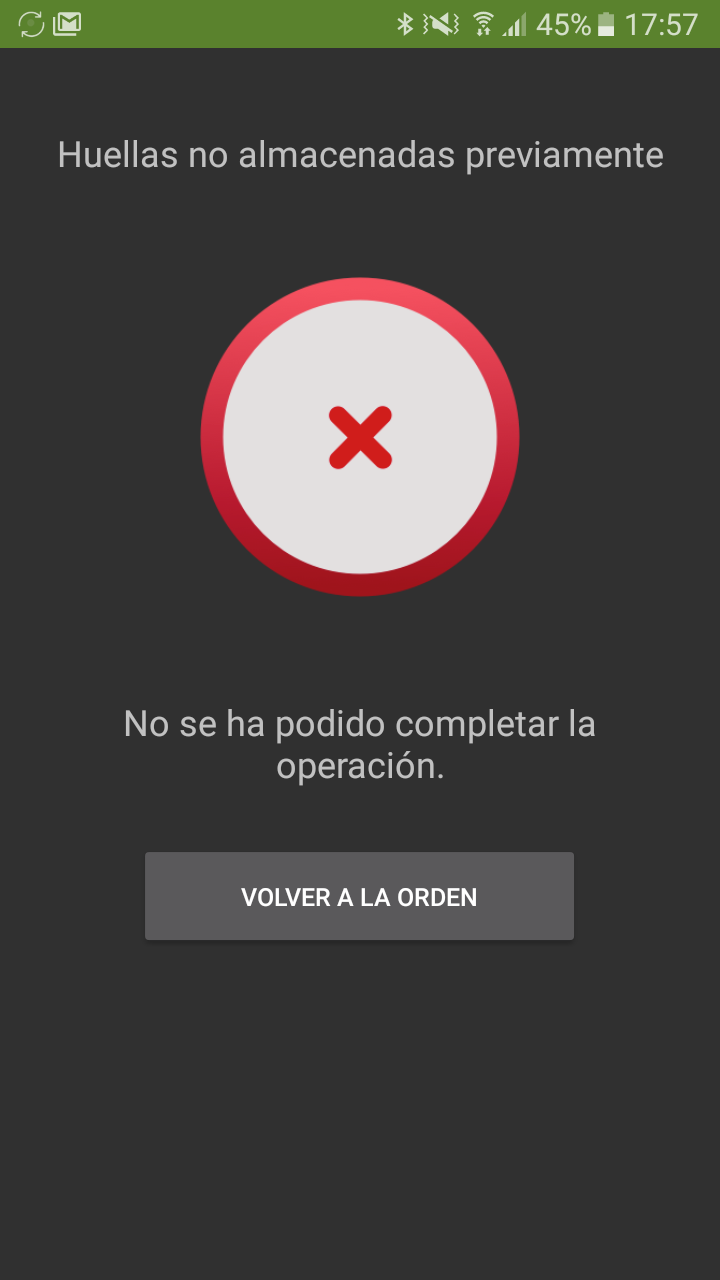 45% 17:57
Huellas no almacenadas previamente
No se ha podido completar la
operación.
VOLVER A LA ORDEN